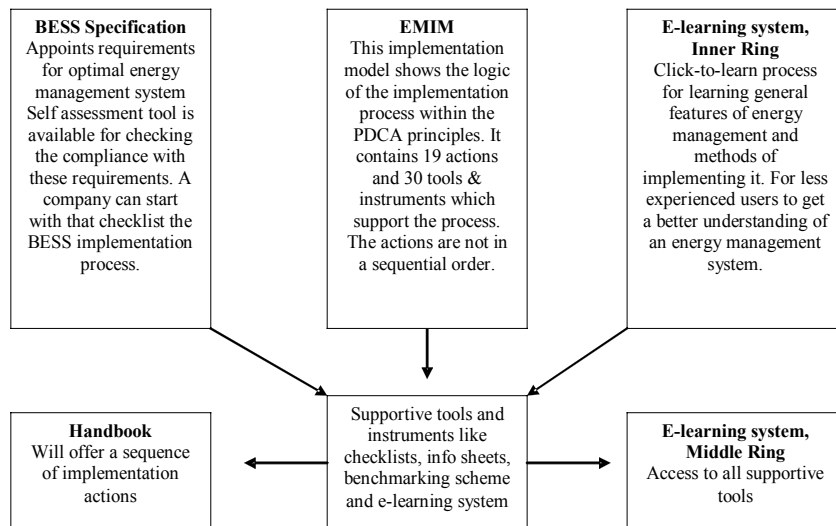 BESS Specification
Appoints requirements
for optimal energy
management system
Self assessment tool is
available for checking
the compliance with
these requirements. A
company can start
with that checklist the
BESS implementation
process.
EMIM
This implementation
model shows the logic
of the implementation
process within the
PDCA principles. It
contains 19 actions
and 30 tools &
instruments which
support the process.
The actions are not in
a sequential order.
E-learning system,
Inner Ring
Click-to-learn process
for learning general
features of energy
management and
methods of
implementing it. For less
experienced users to get
a better understanding of
an energy management
system.
Handbook
Will offer a sequence
of implementation
actions
Supportive tools and
instruments like
checklists, info sheets,
benchmarking scheme
and e-learning system
E-learning system,
Middle Ring
Access to all supportive
tools